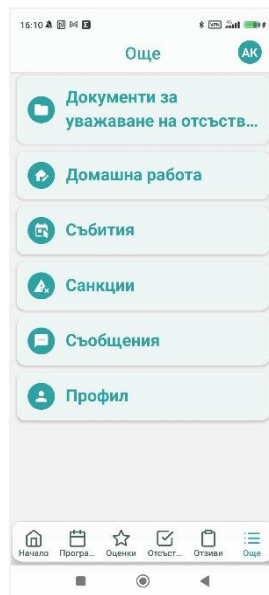 16:10
VPN
Още
АК
Документи за
уважаване на отсъств...
Домашна работа
Събития
Санкции
Съобщения
Профил
Начало Програ... Оценки Отсъст... Отзиви Още